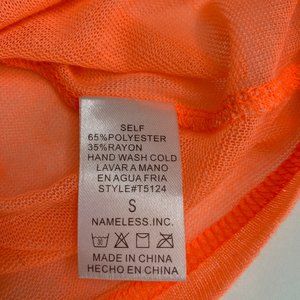 SELF
65%POLYESTER
35%RAYON
HAND WASH COLD
LAVAR A MANO
EN AGUA FRIA
STYLE#T5124
S
NAMELESS.INC.
30
MADE IN CHINA
HECHO EN CHINA